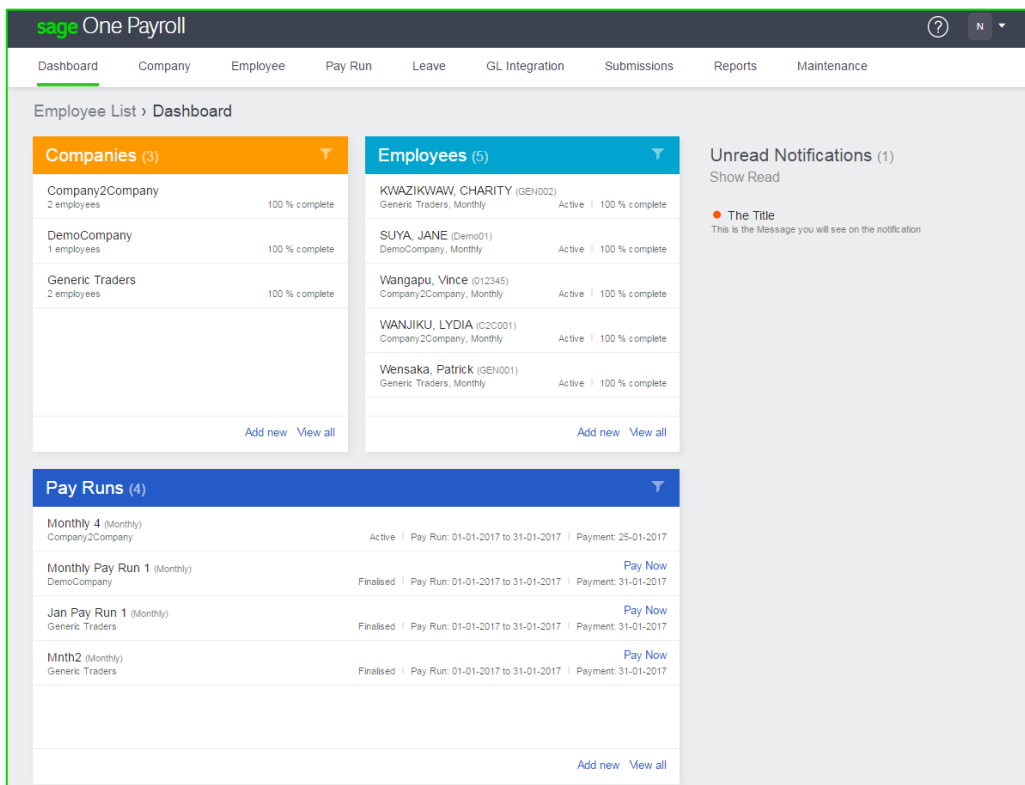 sage One Payroll
? N
Dashboard Company Employee Pay Run Leave GL Integration Submissions Reports Maintenance
Employee List › Dashboard
Companies (3)
Company2Company
2 employees 100 % complete
DemoCompany
1 employees 100 % complete
Generic Traders
2 employees 100 % complete
Add new View all
Employees (5)
KWAZIKWAW, CHARITY (GEN002)
Generic Traders, Monthly Active | 100 % complete
SUYA, JANE (Demo01)
DemoCompany, Monthly Active | 100 % complete
Wangapu, Vince (012345)
Company2Company, Monthly Active | 100 % complete
WANJIKU, LYDIA (C2C001)
Company2Company, Monthly Active | 100 % complete
Wensaka, Patrick (GEN001)
Generic Traders, Monthly Active | 100 % complete
Add new View all
Unread Notifications (1)
Show Read
The Title
This is the Message you will see on the notification
Pay Runs (4)
Monthly 4 (Monthly)
Company2Company Active | Pay Run: 01-01-2017 to 31-01-2017 | Payment: 25-01-2017
Monthly Pay Run 1 (Monthly) Pay Now
DemoCompany Finalised | Pay Run: 01-01-2017 to 31-01-2017 | Payment: 31-01-2017
Jan Pay Run 1 (Monthly) Pay Now
Generic Traders Finalised | Pay Run: 01-01-2017 to 31-01-2017 | Payment: 31-01-2017
Mnth2 (Monthly) Pay Now
Generic Traders Finalised | Pay Run: 01-01-2017 to 31-01-2017 | Payment: 31-01-2017
Add new View all